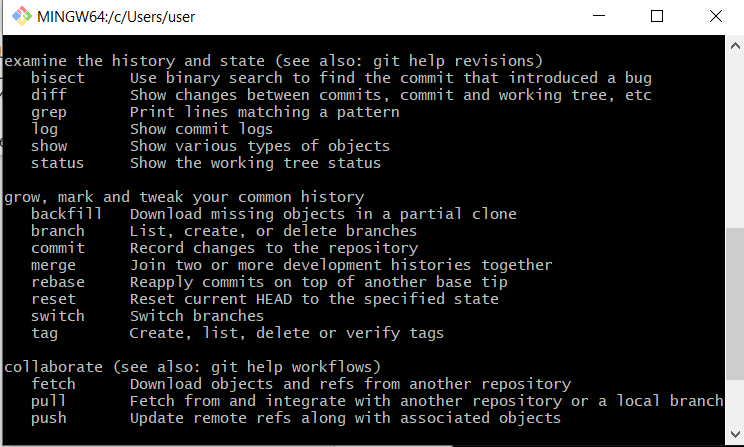 MINGW64:/c/Users/user
examine the history and state (see also: git help revisions)
   bisect     Use binary search to find the commit that introduced a bug
   diff       Show changes between commits, commit and working tree, etc
   grep       Print lines matching a pattern
   log        Show commit logs
   show       Show various types of objects
   status     Show the working tree status
grow, mark and tweak your common history
   backfill   Download missing objects in a partial clone
   branch     List, create, or delete branches
   commit     Record changes to the repository
   merge      Join two or more development histories together
   rebase     Reapply commits on top of another base tip
   reset      Reset current HEAD to the specified state
   switch     Switch branches
   tag        Create, list, delete or verify tags
collaborate (see also: git help workflows)
   fetch      Download objects and refs from another repository
   pull       Fetch from and integrate with another repository or a local branch
   push       Update remote refs along with associated objects